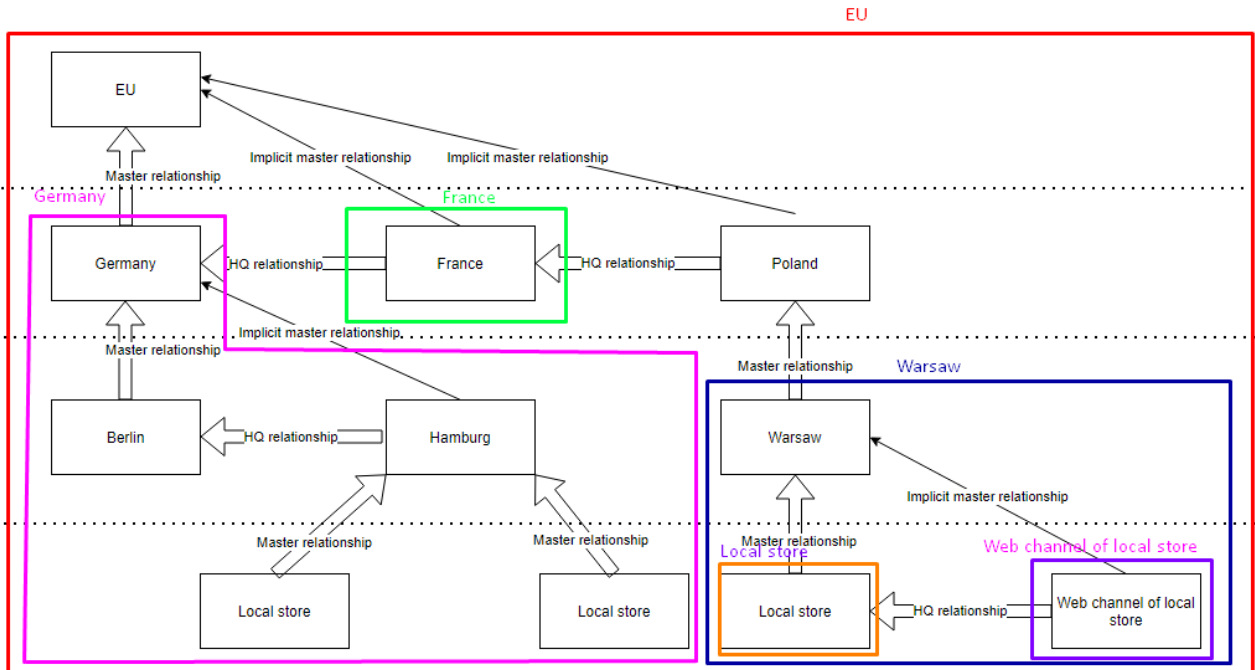 EU
EU
Implicit master relationship
Implicit master relationship
Master relationship
Germany
France
Germany
HQ relationship
France
HQ relationship
Poland
Implicit master relationship
Master relationship
Master relationship
Warsaw
Berlin
HQ relationship
Hamburg
Warsaw
Implicit master relationship
Master relationship
Master relationship
Master relationship
Local store
Web channel of local store
Local store
Local store
Local store
HQ relationship
Web channel of local
store